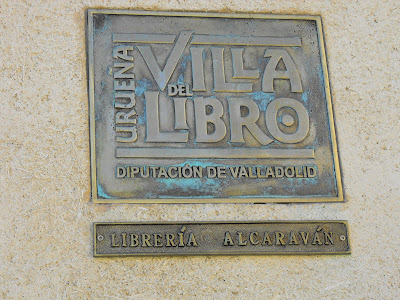 URUEÑA
VILLA
DEL
LIBRO
DIPUTACIÓN DE VALLADOLID
LIBRERÍA ALCARAVÁN